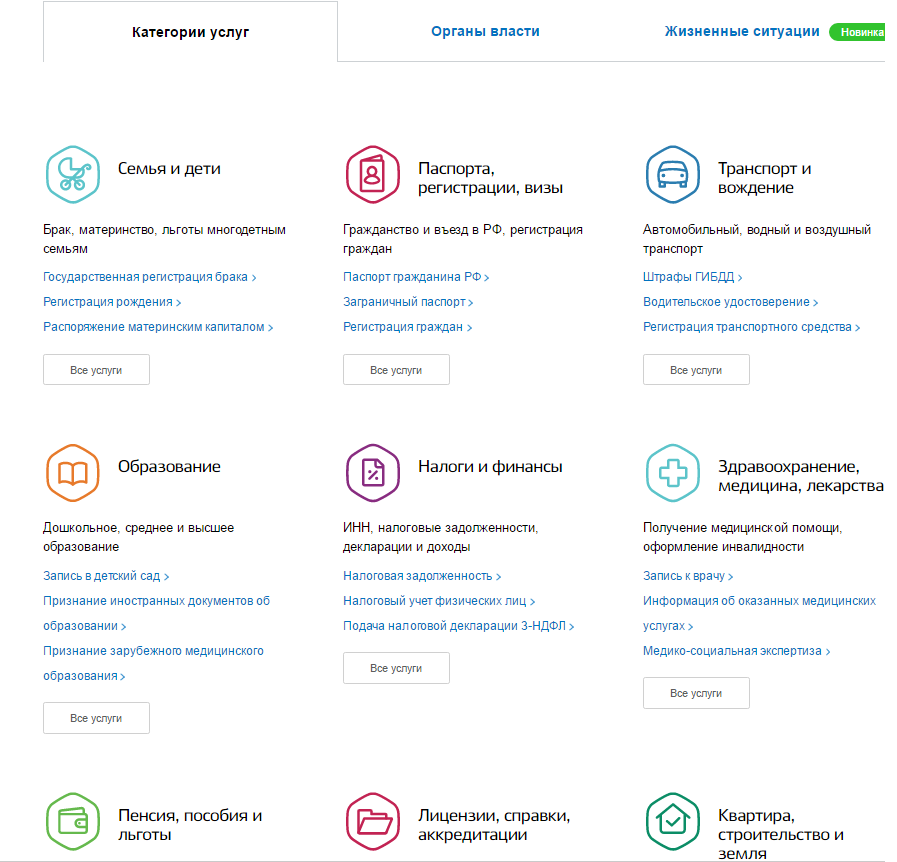 Категории услуг
Органы власти
Жизненные ситуации
Новинка
Семья и дети
Брак, материнство, льготы многодетным
семьям
Государственная регистрация брака >
Регистрация рождения >
Распоряжение материнским капиталом >
Все услуги
Паспорта,
регистрации, визы
Гражданство и въезд в РФ, регистрация
граждан
Паспорт гражданина РФ >
Заграничный паспорт >
Регистрация граждан >
Все услуги
Транспорт и
вождение
Автомобильный, водный и воздушный
транспорт
Штрафы ГИБДД >
Водительское удостоверение >
Регистрация транспортного средства >
Все услуги
Образование
Дошкольное, среднее и высшее
образование
Запись в детский сад >
Признание иностранных документов об
образовании >
Признание зарубежного медицинского
образования >
Все услуги
Налоги и финансы
ИНН, налоговые задолженности,
декларации и доходы
Налоговая задолженность >
Налоговый учет физических лиц >
Подача налоговой декларации 3-НДФЛ >
Все услуги
Здравоохранение,
медицина, лекарства
Получение медицинской помощи,
оформление инвалидности
Запись к врачу >
Информация об оказанных медицинских
услугах >
Медико-социальная экспертиза >
Все услуги
Пенсия, пособия и
льготы
Лицензии, справки,
аккредитации
Квартира,
строительство и
земля